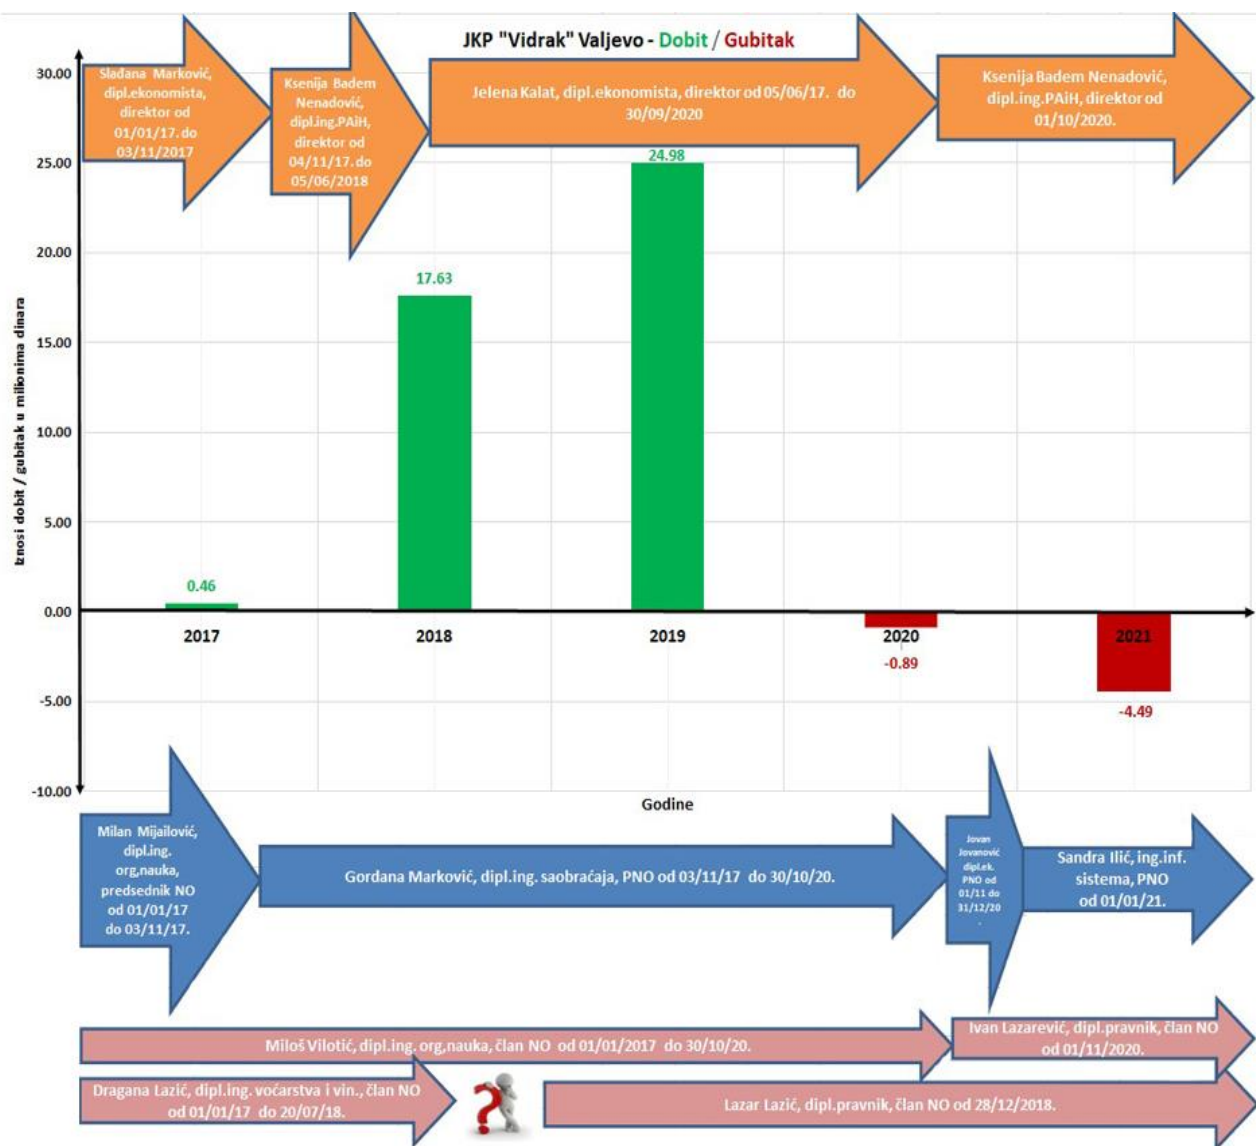 JKP "Vidrak" Valjevo - Dobit / Gubitak
Slađana Marković,
dipl.ekonomista,
direktor od
01/01/17. do
03/11/2017
Ksenija Badem
Nenadović,
dipl.ing.PAiH,
direktor od
04/11/17. do
05/06/2018
Jelena Kalat, dipl.ekonomista, direktor od 05/06/17. do
30/09/2020
Ksenija Badem Nenadović,
dipl.ing.PAiH, direktor od
01/10/2020.
Iznosi dobit / gubitak u milionima dinara
30.00
25.00
20.00
15.00
10.00
5.00
0.00
-5.00
-10.00
0.46
17.63
24.98
-0.89
-4.49
2017
2018
2019
2020
2021
Godine
Milan Mijailović,
dipl.ing.
org,nauka,
predsednik NO
od 01/01/17
do 03/11/17.
Gordana Marković, dipl.ing. saobraćaja, PNO od 03/11/17 do 30/10/20.
Jovan
Jovanović
dipl.ek.
PNO od
01/11 do
31/12/20
.
Sandra Ilić, ing.inf.
sistema, PNO
od 01/01/21.
Miloš Vilotić, dipl.ing. org,nauka, član NO od 01/01/2017 do 30/10/20.
Ivan Lazarević, dipl.pravnik, član NO
od 01/11/2020.
Dragana Lazić, dipl.ing. voćarstva i vin., član NO
od 01/01/17 do 20/07/18.
Lazar Lazić, dipl.pravnik, član NO od 28/12/2018.